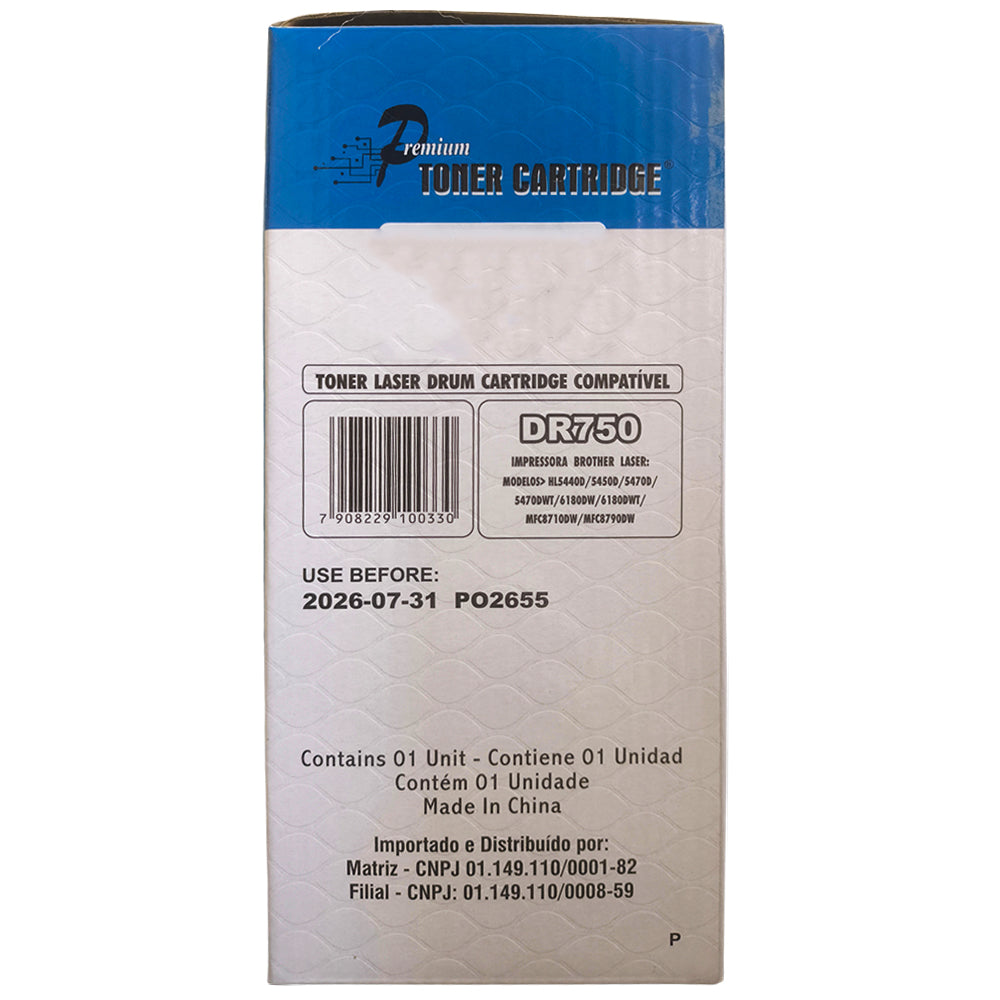 Premium
TONER CARTRIDGE®
TONER LASER DRUM CARTRIDGE COMPATÍVEL
7 908229 100330
DR750
IMPRESSORA BROTHER LASER:
MODELOS> HL5440D/5450D/5470D/
5470DWT/6180DW/6180DWT/
MFC8710DW/MFC8790DW
USE BEFORE:
2026-07-31 PO2655
Contains 01 Unit - Contiene 01 Unidad
Contém 01 Unidade
Made In China
Importado e Distribuído por:
Matriz - CNPJ 01.149.110/0001-82
Filial - CNPJ: 01.149.110/0008-59
P